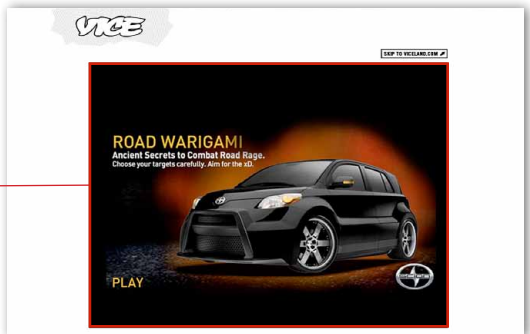 VICE
SKIP TO VICELAND.COM
ROAD WARIGAMI
Ancient Secrets to Combat Road Rage.
Choose your targets carefully. Aim for the xD.
PLAY
SCION